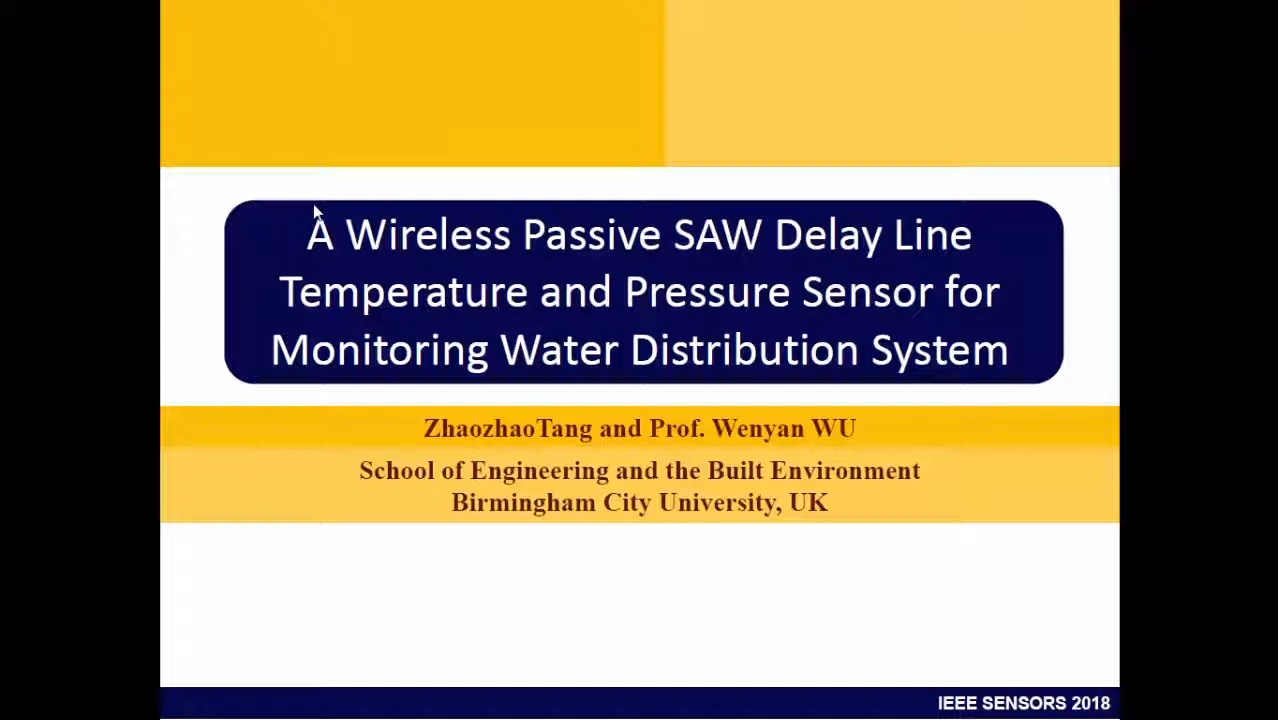 A Wireless Passive SAW Delay Line
Temperature and Pressure Sensor for
Monitoring Water Distribution System
ZhaozhaoTang and Prof. Wenyan WU
School of Engineering and the Built Environment
Birmingham City University, UK
IEEE SENSORS 2018